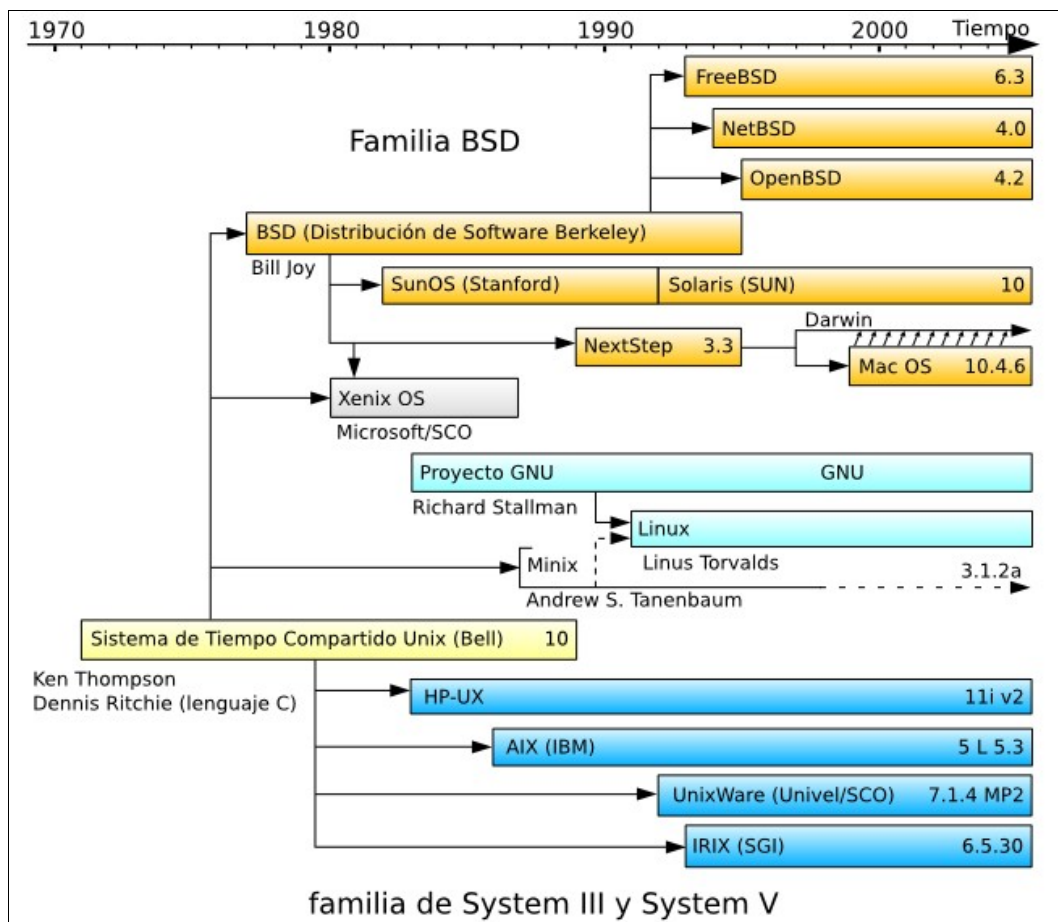 1970 1980 1990 2000 Tiempo
FreeBSD 6.3
NetBSD 4.0
Familia BSD
OpenBSD 4.2
BSD (Distribución de Software Berkeley)
Bill Joy
SunOS (Stanford) Solaris (SUN) 10
Darwin
NextStep 3.3
Mac OS 10.4.6
Xenix OS
Microsoft/SCO
Proyecto GNU GNU
Richard Stallman
Linux
Linus Torvalds
Minix 3.1.2a
Andrew S. Tanenbaum
Sistema de Tiempo Compartido Unix (Bell) 10
Ken Thompson
Dennis Ritchie (lenguaje C)
HP-UX 11i v2
AIX (IBM) 5 L 5.3
UnixWare (Univel/SCO) 7.1.4 MP2
IRIX (SGI) 6.5.30
familia de System III y System V